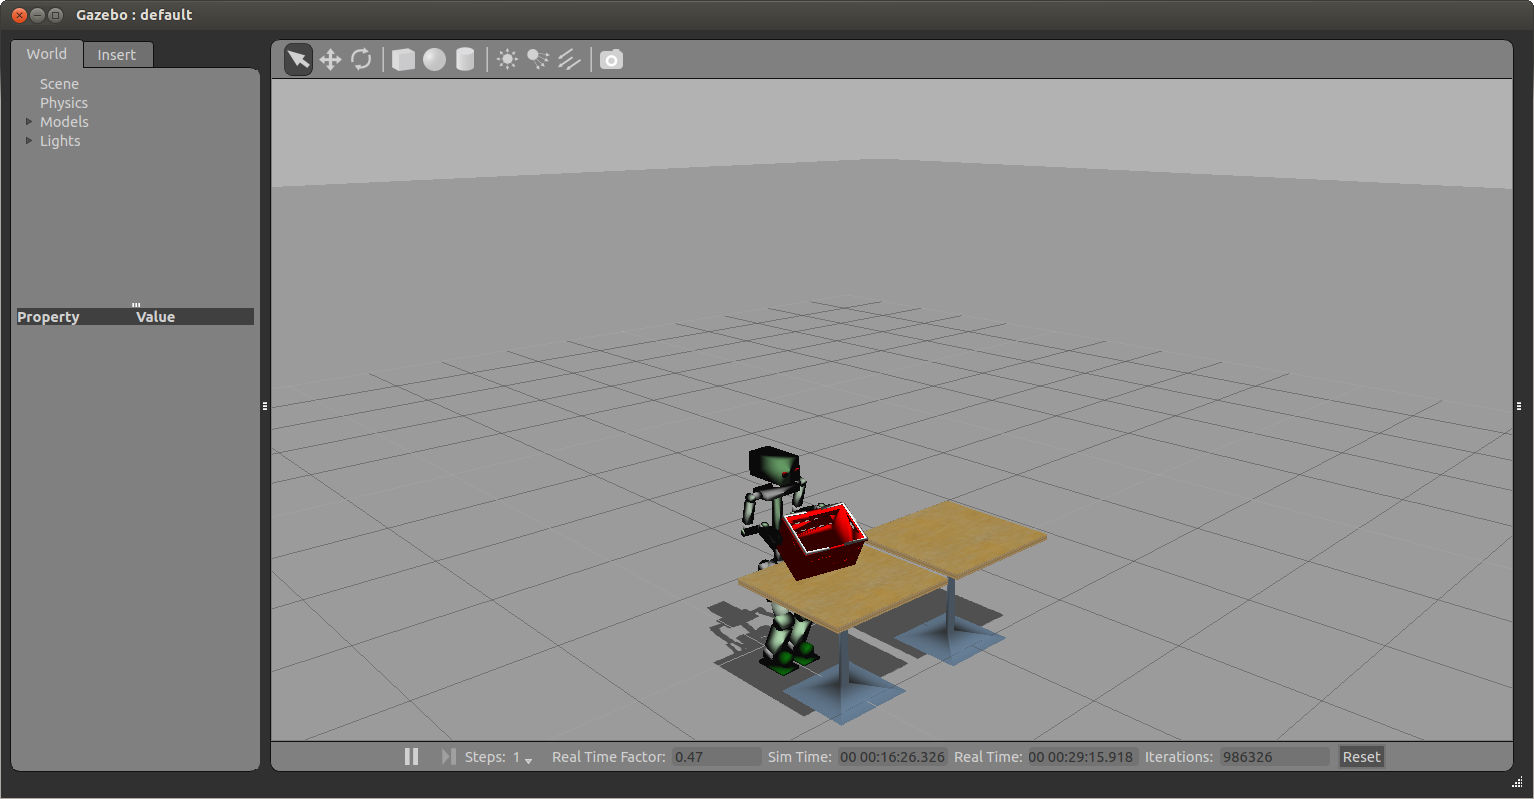 Gazebo : default
World Insert
Scene
Physics
Models
Lights
Property Value
Steps: 1 Real Time Factor: 0.47 Sim Time: 00 00:16:26.326 Real Time: 00 00:29:15.918 Iterations: 986326 Reset